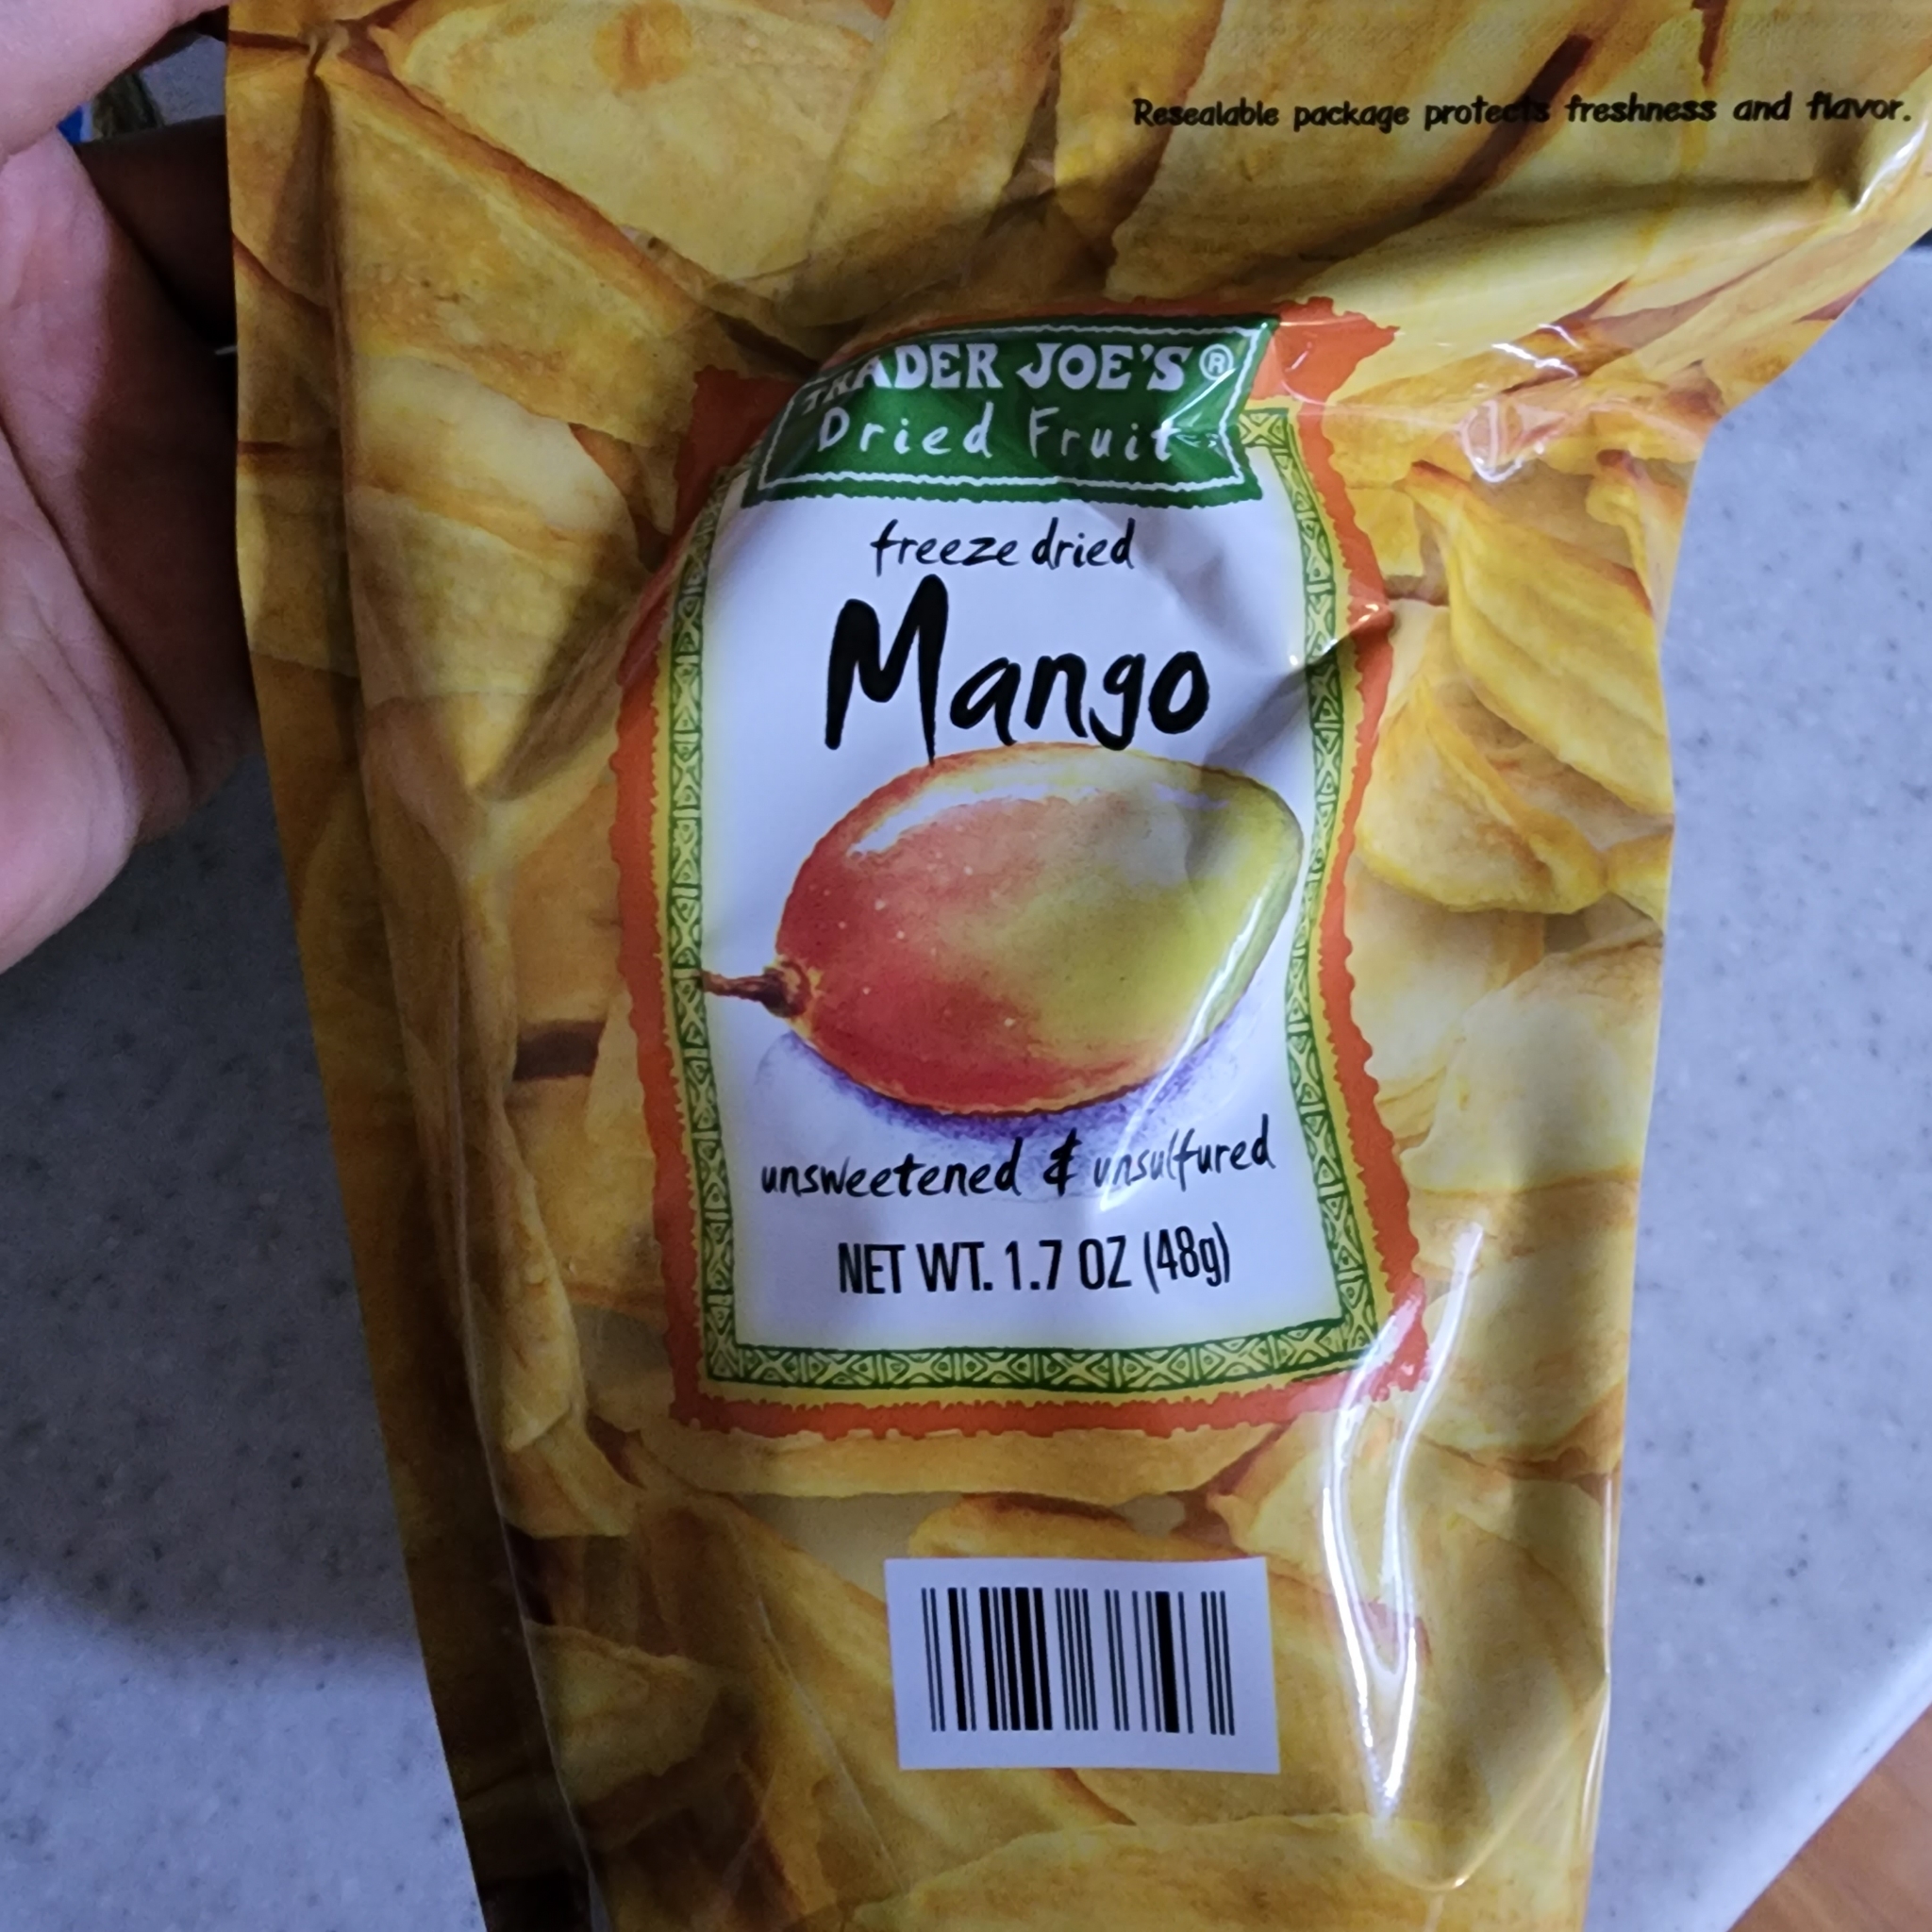 Resealable package protects freshness and flavor.
TRADER JOE'S®
Dried Fruit
freeze dried
Mango
unsweetened & unsulfured
NET WT. 1.7 OZ (48g)